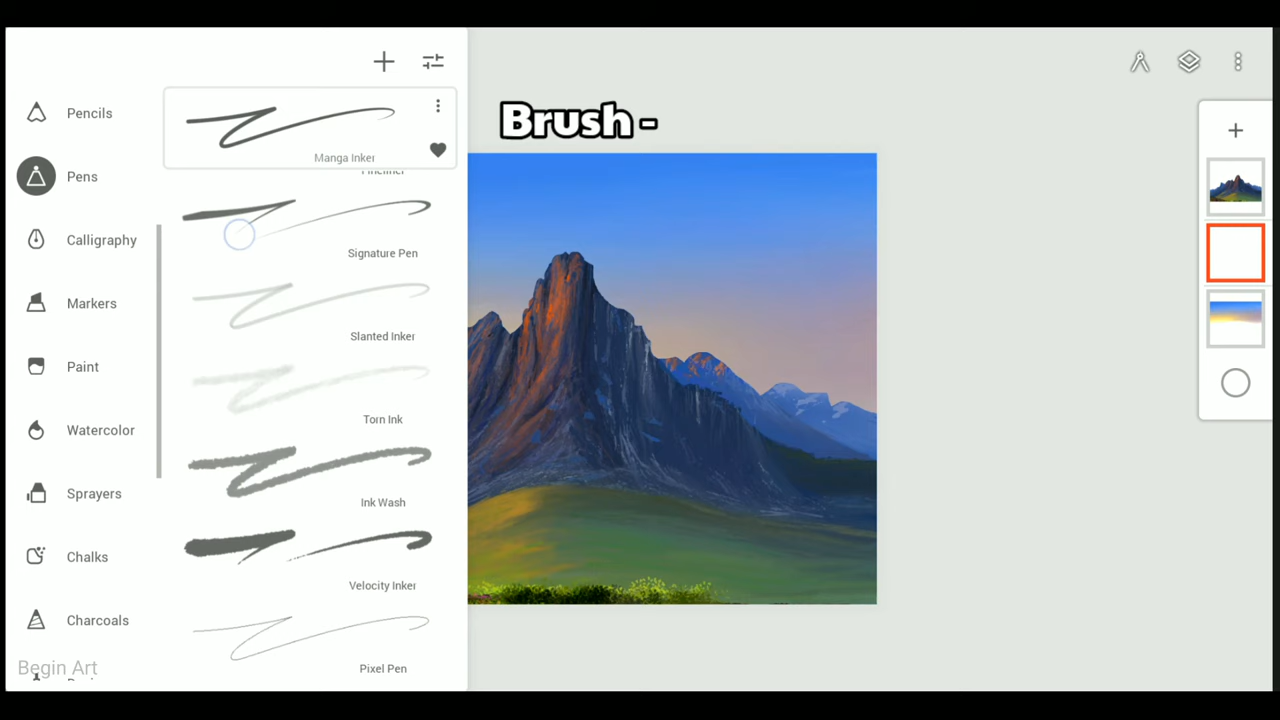 Brush -
Pencils
Pens
Calligraphy
Markers
Paint
Watercolor
Sprayers
Chalks
Charcoals
Begin Art
Manga Inker
Fineliner
Signature Pen
Slanted Inker
Torn Ink
Ink Wash
Velocity Inker
Pixel Pen